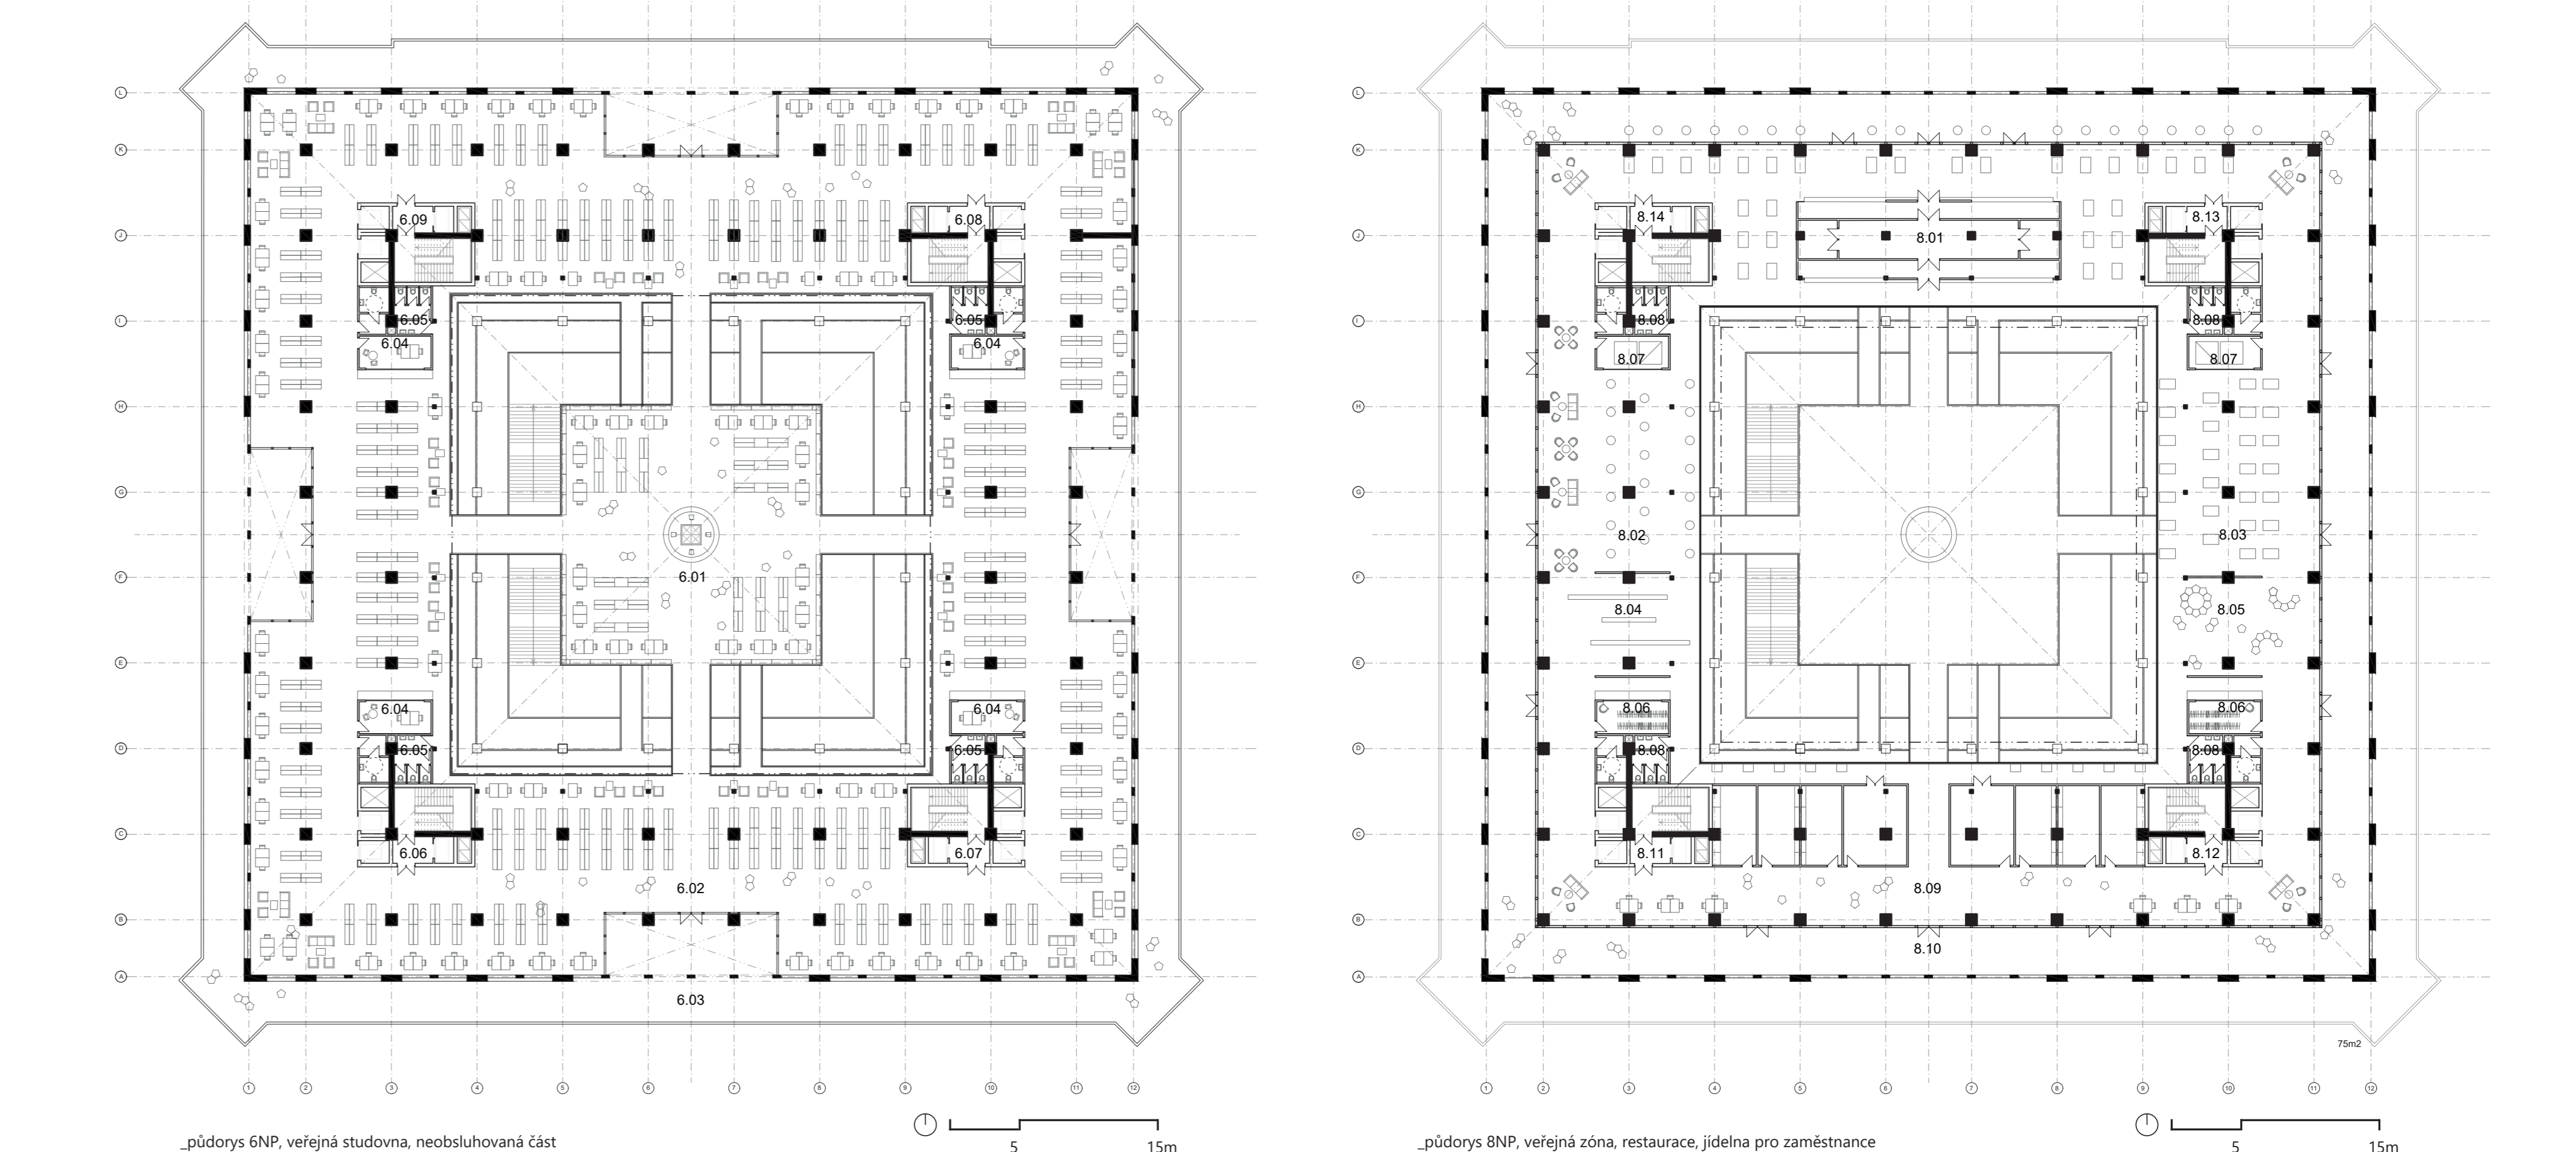 L
K
6.09
6.08
J
I
6.05
6.05
6.04
6.04
H
G
F
6.01
E
6.04
6.04
D
6.05
6.05
C
6.06
6.07
6.02
B
A
6.03
1 2 3 4 5 6 7 8 9 10 11 12
5 15m
_půdorys 6NP, veřejná studovna, neobsluhovaná část
L
K
8.14
8.13
J
8.01
I
8.08
8.08
8.07
8.07
H
G
8.02
8.03
F
8.04
8.05
E
8.06
8.06
D
8.08
8.08
C
8.11
8.12
8.09
B
8.10
A
75m2
1 2 3 4 5 6 7 8 9 10 11 12
5 15m
_půdorys 8NP, veřejná zóna, restaurace, jídelna pro zaměstnance